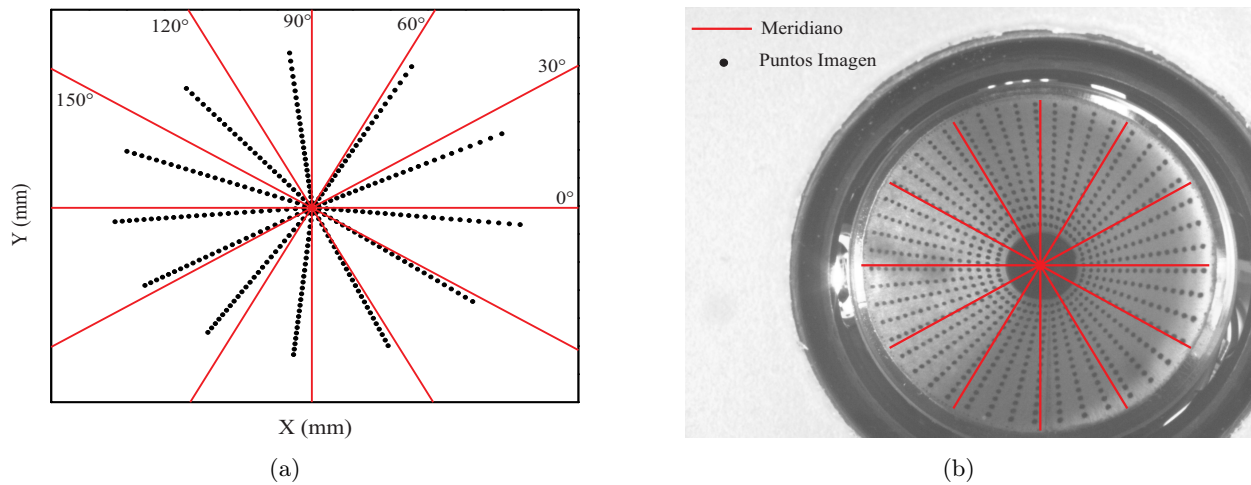 120°
90°
60°
30°
150°
0°
Y (mm)
X (mm)
(a)
Meridiano
Puntos Imagen
(b)